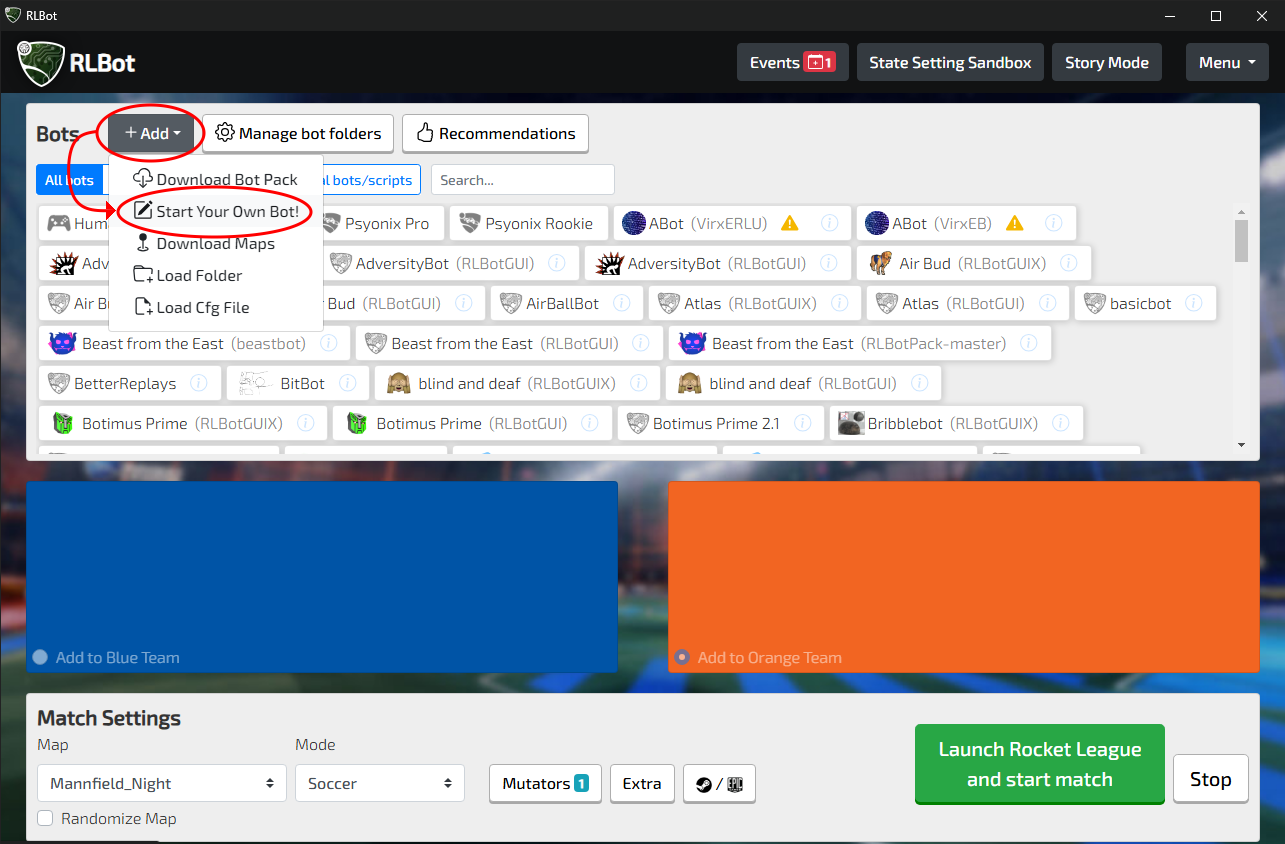 RLBot
RLBot
Events 1
State Setting Sandbox
Story Mode
Menu
Bots
+ Add
Manage bot folders
Recommendations
All bots
l bots/scripts
Search...
Download Bot Pack
Start Your Own Bot!
Download Maps
Load Folder
Load Cfg File
Hum
Psyonix Pro
Psyonix Rookie
ABot (VirxERLU)
ABot (VirxEB)
Adv
AdversityBot (RLBotGUI)
AdversityBot (RLBotGUI)
Air Bud (RLBotGUIX)
Air B
r Bud (RLBotGUI)
AirBallBot
Atlas (RLBotGUIX)
Atlas (RLBotGUI)
basicbot
Beast from the East (beastbot)
Beast from the East (RLBotGUI)
Beast from the East (RLBotPack-master)
BetterReplays
BitBot
blind and deaf (RLBotGUIX)
blind and deaf (RLBotGUI)
Botimus Prime (RLBotGUIX)
Botimus Prime (RLBotGUI)
Botimus Prime 2.1
Bribblebot (RLBotGUIX)
Add to Blue Team
Add to Orange Team
Match Settings
Map
Mode
Mannfield_Night
Soccer
Mutators 1
Extra
/ EPIC
Randomize Map
Launch Rocket League
and start match
Stop